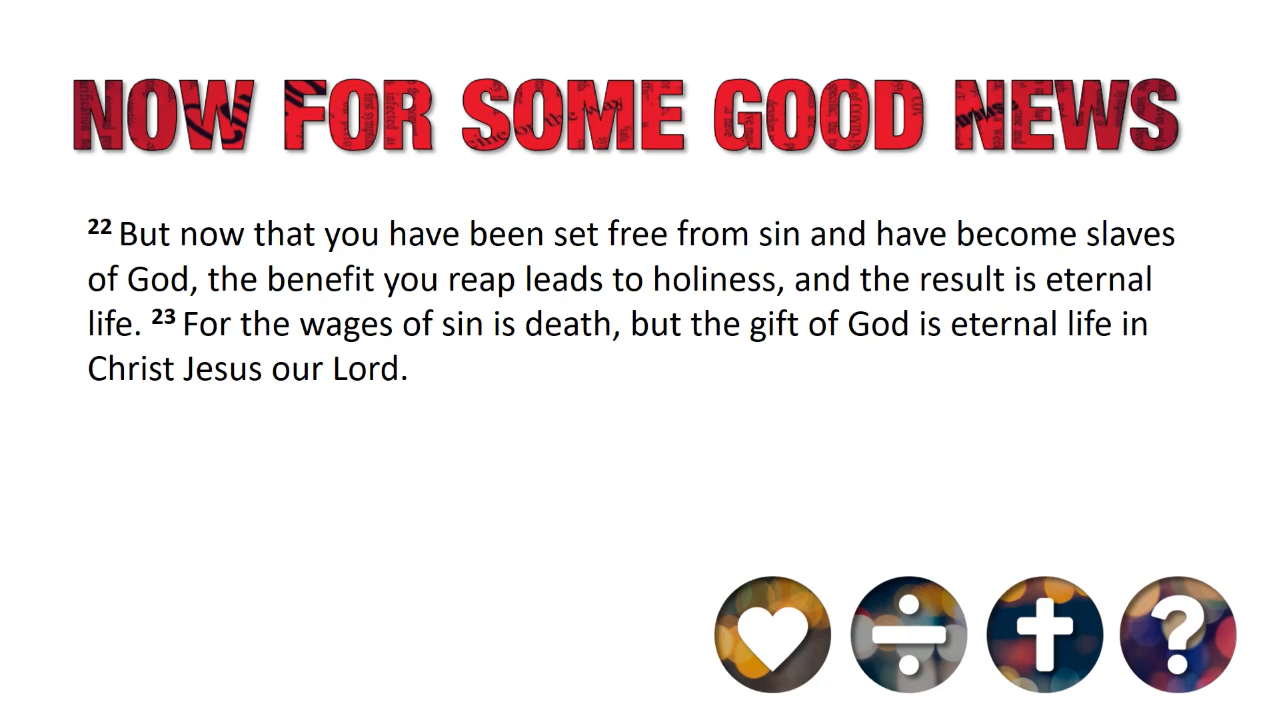 NOW FOR SOME GOOD NEWS
22 But now that you have been set free from sin and have become slaves
of God, the benefit you reap leads to holiness, and the result is eternal
life. 23 For the wages of sin is death, but the gift of God is eternal life in
Christ Jesus our Lord.